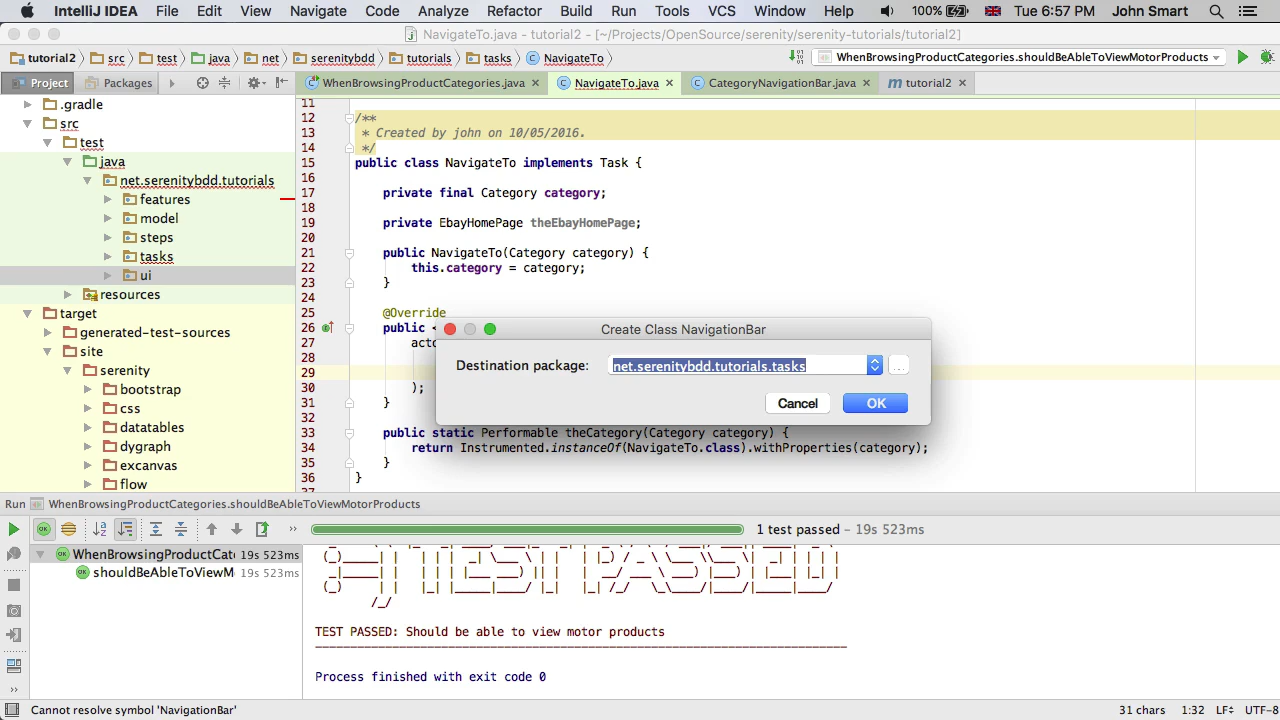 IntelliJ IDEA File Edit View Navigate Code Analyze Refactor Build Run Tools VCS Window Help 100% Tue 6:57 PM John Smart
NavigateTo.java - tutorial2 - [~/Projects/OpenSource/serenity/serenity-tutorials/tutorial2]
tutorial2 src test java net serenitybdd tutorials tasks NavigateTo WhenBrowsingProductCategories.shouldBeAbleToViewMotorProducts
Project Packages WhenBrowsingProductCategories.java NavigateTo.java CategoryNavigationBar.java m tutorial2
.gradle
src
test
java
net.serenitybdd.tutorials
features
model
steps
tasks
ui
resources
target
generated-test-sources
site
serenity
bootstrap
css
datatables
dygraph
excanvas
flow
11
12 /**
13 * Created by john on 10/05/2016.
14 */
15 public class NavigateTo implements Task {
16
17 private final Category category;
18
19 private EbayHomePage theEbayHomePage;
20
21 public NavigateTo(Category category) {
22 this.category = category;
23 }
24
25 @Override
26 public <
27 acto
28
29
30 );
31 }
32
33 public static Performable theCategory(Category category) {
34 return Instrumented.instanceOf(NavigateTo.class).withProperties(category);
35 }
36 }
37
Create Class NavigationBar
Destination package: net.serenitybdd.tutorials.tasks ...
Cancel OK
Run WhenBrowsingProductCategories.shouldBeAbleToViewMotorProducts
1 test passed – 19s 523ms
WhenBrowsingProductCate 19s 523ms
shouldBeAbleToViewM 19s 523ms
TEST PASSED: Should be able to view motor products
Process finished with exit code 0
Cannot resolve symbol 'NavigationBar' 31 chars 1:32 LF÷ UTF-8